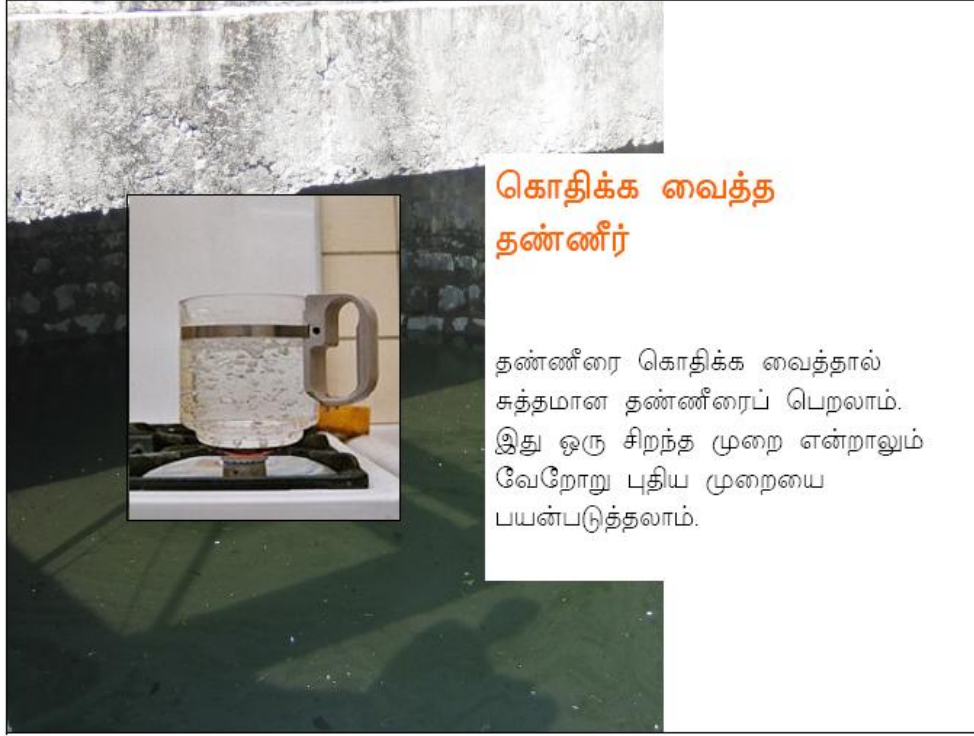 கொதிக்க வைத்த
தண்ணீர்
தண்ணீரை கொதிக்க வைத்தால்
சுத்தமான தண்ணீரைப் பெறலாம்.
இது ஒரு சிறந்த முறை என்றாலும்
வேறோறு புதிய முறையை
பயன்படுத்தலாம்.